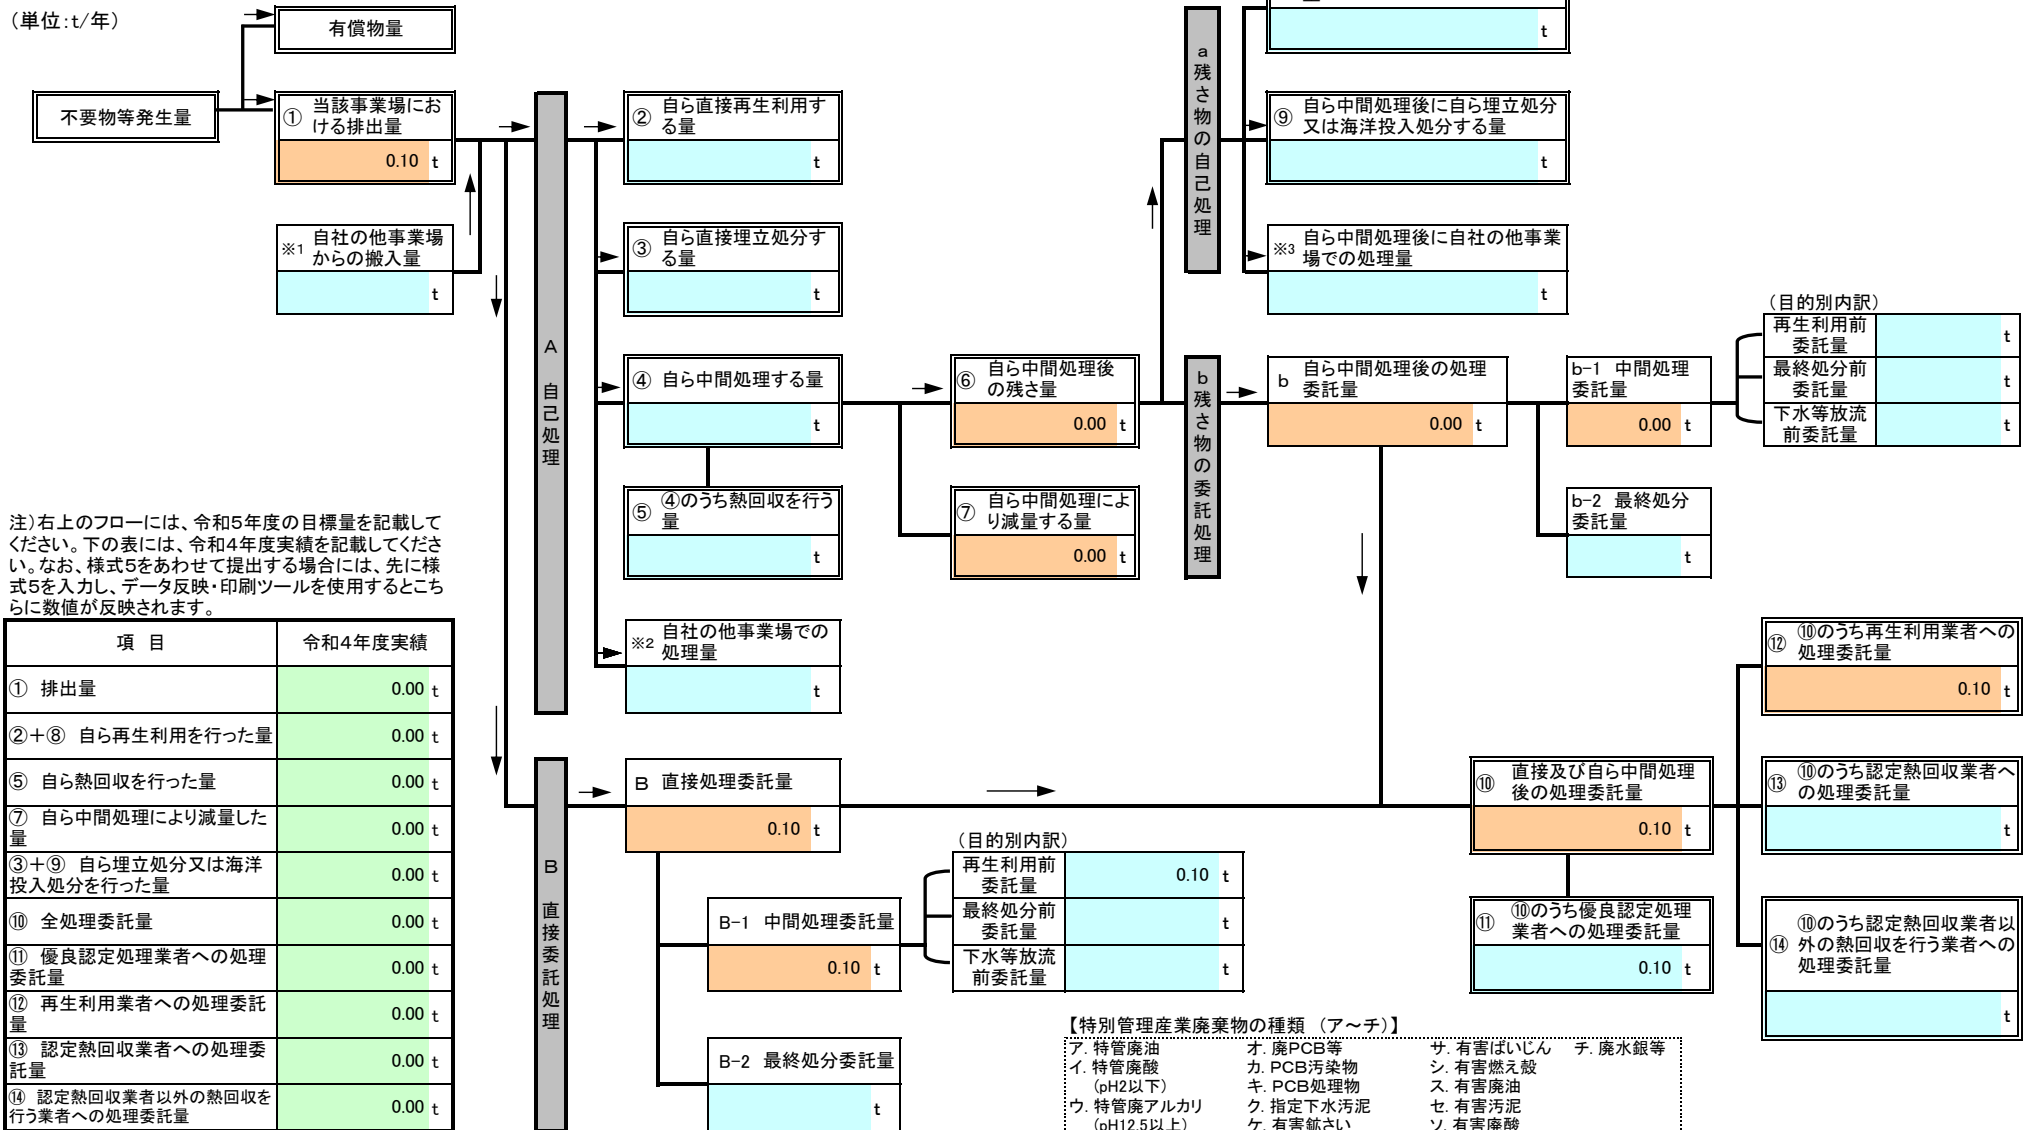 （単位：t/年）
有償物量
不要物等発生量
①
当該事業場にお
ける排出量
0.10 t
※1
自社の他事業場
からの搬入量
t
A 自己処理
②
自ら直接再生利用す
る量
t
③
自ら直接埋立処分す
る量
t
④ 自ら中間処理する量
t
⑤
④のうち熱回収を行う
量
t
※2
自社の他事業場での
処理量
t
⑥
自ら中間処理後
の残さ量
0.00 t
⑦
自ら中間処理によ
り減量する量
0.00 t
a 残さ物の自己処理
t
⑨
自ら中間処理後に自ら埋立処分
又は海洋投入処分する量
t
※3
自ら中間処理後に自社の他事業
場での処理量
t
b 残さ物の委託処理
b
自ら中間処理後の処理
委託量
0.00 t
b-1 中間処理
委託量
0.00 t
（目的別内訳）
再生利用前
委託量
t
最終処分前
委託量
t
下水等放流
前委託量
t
b-2 最終処分
委託量
t
注）右上のフローには、令和５年度の目標量を記載して
ください。下の表には、令和４年度実績を記載してくださ
い。なお、様式５をあわせて提出する場合には、先に様
式５を入力し、データ反映・印刷ツールを使用するとこち
らに数値が反映されます。
項 目 令和４年度実績
① 排出量 0.00 t
②＋⑧ 自ら再生利用を行った量 0.00 t
⑤ 自ら熱回収を行った量 0.00 t
⑦ 自ら中間処理により減量した
量 0.00 t
③＋⑨ 自ら埋立処分又は海洋
投入処分を行った量 0.00 t
⑩ 全処理委託量 0.00 t
⑪ 優良認定処理業者への処理
委託量 0.00 t
⑫ 再生利用業者への処理委託
量 0.00 t
⑬ 認定熱回収業者への処理委
託量 0.00 t
⑭ 認定熱回収業者以外の熱回収を
行う業者への処理委託量 0.00 t
B 直接委託処理
B 直接処理委託量
0.10 t
B-1 中間処理委託量
0.10 t
（目的別内訳）
再生利用前
委託量
0.10 t
最終処分前
委託量
t
下水等放流
前委託量
t
B-2 最終処分委託量
t
⑩
直接及び自ら中間処理
後の処理委託量
0.10 t
⑪
⑩のうち優良認定処理
業者への処理委託量
0.10 t
⑫
⑩のうち再生利用業者への
処理委託量
0.10 t
⑬
⑩のうち認定熱回収業者へ
の処理委託量
t
⑭
⑩のうち認定熱回収業者以
外の熱回収を行う業者への
処理委託量
t
【特別管理産業廃棄物の種類 （ア～チ）】
ア. 特管廃油 オ. 廃PCB等 サ. 有害ばいじん チ. 廃水銀等
イ. 特管廃酸 カ. PCB汚染物 シ. 有害燃え殻
（pH2以下） キ. PCB処理物 ス. 有害廃油
ウ. 特管廃アルカリ ク. 指定下水汚泥 セ. 有害汚泥
（pH12.5以上） ケ. 有害鉱さい ソ. 有害廃酸